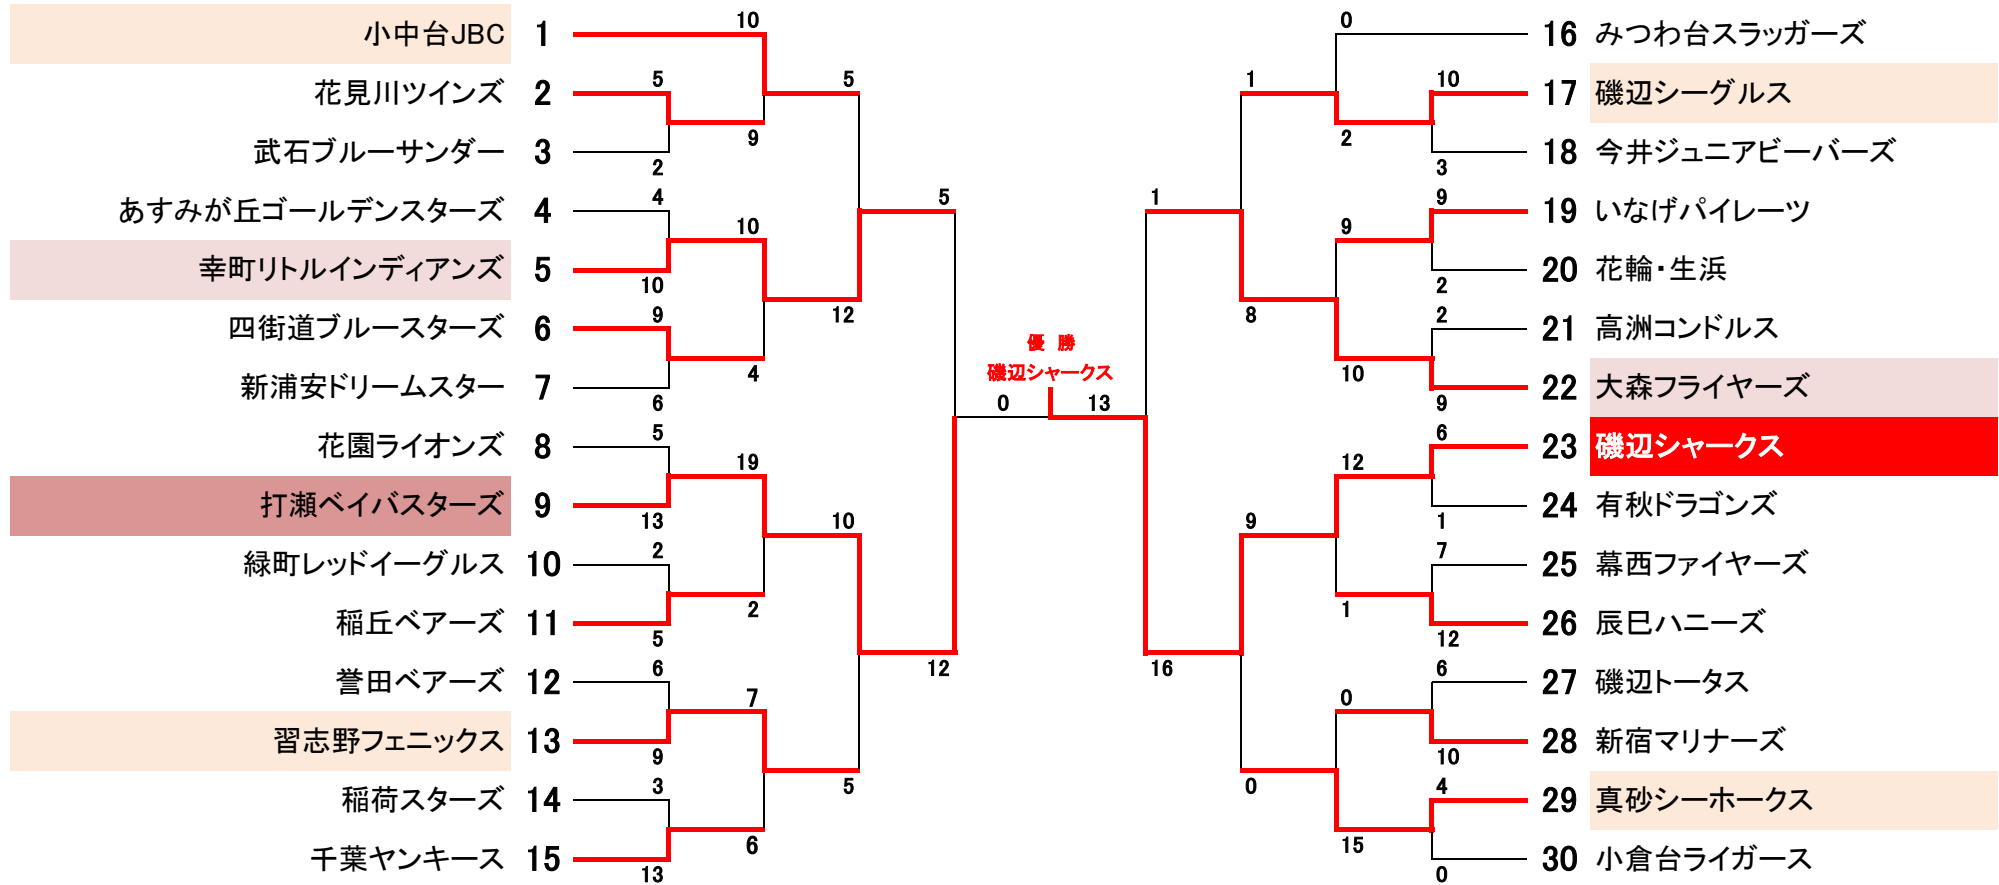 小中台JBC 1
花見川ツインズ 2
武石ブルーサンダー 3
あすみが丘ゴールデンスターズ 4
幸町リトルインディアンズ 5
四街道ブルースターズ 6
新浦安ドリームスター 7
花園ライオンズ 8
打瀬ベイバスターズ 9
緑町レッドイーグルス 10
稲丘ベアーズ 11
誉田ベアーズ 12
習志野フェニックス 13
稲荷スターズ 14
千葉ヤンキース 15
5
2
4
10
9
6
5
13
2
5
6
9
3
13
10
9
10
4
19
2
7
6
5
12
10
5
5
12
優 勝
磯辺シャークス
0 13
1
16
1
8
9
0
0
2
9
10
12
1
0
15
10
3
9
2
2
9
6
1
7
12
6
10
4
0
16 みつわ台スラッガーズ
17 磯辺シーグルス
18 今井ジュニアビーバーズ
19 いなげパイレーツ
20 花輪・生浜
21 高洲コンドルス
22 大森フライヤーズ
23 磯辺シャークス
24 有秋ドラゴンズ
25 幕西ファイヤーズ
26 辰巳ハニーズ
27 磯辺トータス
28 新宿マリナーズ
29 真砂シーホークス
30 小倉台ライガース